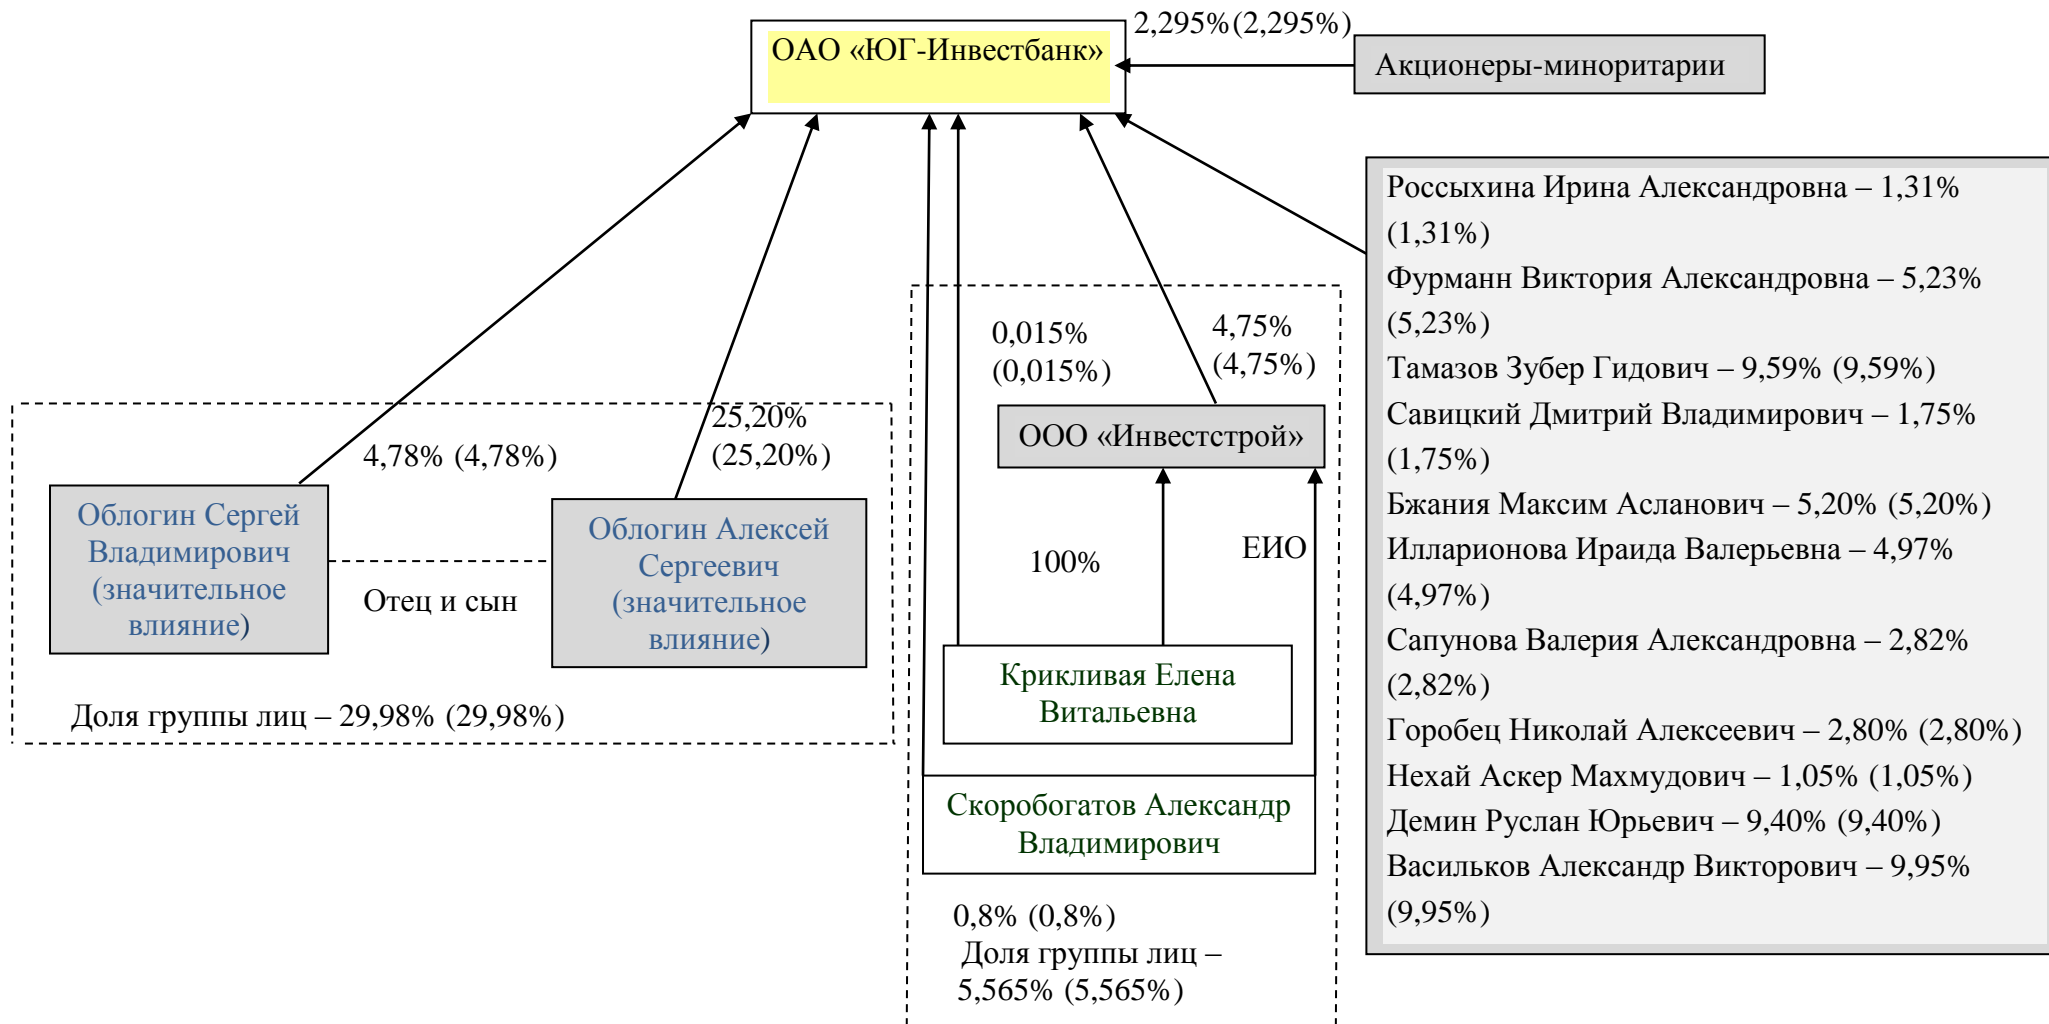 2,295%(2,295%)
ОАО «ЮГ-Инвестбанк»
Акционеры-миноритарии
Россыхина Ирина Александровна – 1,31%
(1,31%)
Фурманн Виктория Александровна – 5,23%
(5,23%)
Тамазов Зубер Гидович – 9,59% (9,59%)
Савицкий Дмитрий Владимирович – 1,75%
(1,75%)
Бжания Максим Асланович – 5,20% (5,20%)
Илларионова Ираида Валерьевна – 4,97%
(4,97%)
Сапунова Валерия Александровна – 2,82%
(2,82%)
Горобец Николай Алексеевич – 2,80% (2,80%)
Нехай Аскер Махмудович – 1,05% (1,05%)
Демин Руслан Юрьевич – 9,40% (9,40%)
Васильков Александр Викторович – 9,95%
(9,95%)
0,015%
(0,015%)
4,75%
(4,75%)
ООО «Инвестстрой»
100%
ЕИО
Крикливая Елена
Витальевна
Скоробогатов Александр
Владимирович
0,8% (0,8%)
Доля группы лиц –
5,565% (5,565%)
4,78% (4,78%)
25,20%
(25,20%)
Облогин Сергей
Владимирович
(значительное
влияние)
Отец и сын
Облогин Алексей
Сергеевич
(значительное
влияние)
Доля группы лиц – 29,98% (29,98%)